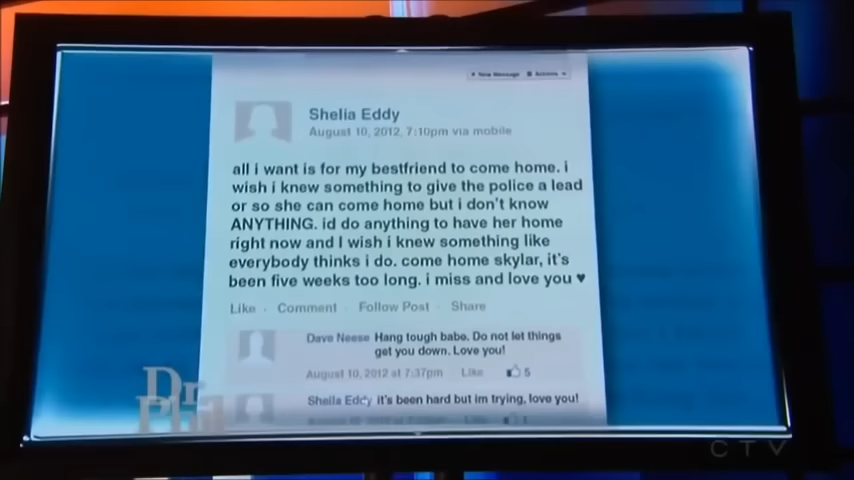 New Message Actions
Shelia Eddy
August 10, 2012, 7:10pm via mobile
all i want is for my bestfriend to come home. i
wish i knew something to give the police a lead
or so she can come home but i don't know
ANYTHING. id do anything to have her home
right now and I wish i knew something like
everybody thinks i do. come home skylar, it's
been five weeks too long. i miss and love you ♥
Like · Comment · Follow Post · Share
Dave Neese Hang tough babe. Do not let things
get you down. Love you!
August 10, 2012 at 7:37pm Like 5
Shelia Eddy it's been hard but im trying, love you!
Dr.
Phil
CTV